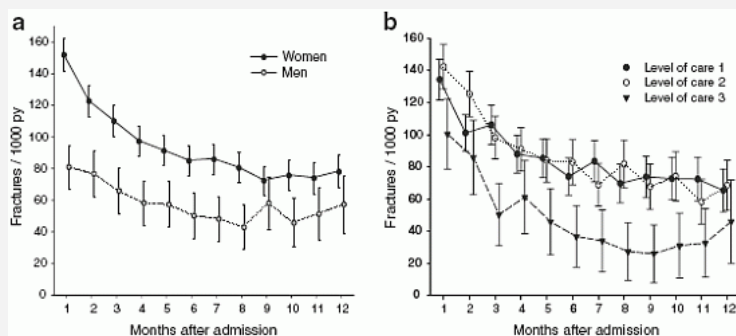 a
Fractures / 1000 py
160
140
120
100
80
60
40
20
0
Women
Men
1 2 3 4 5 6 7 8 9 10 11 12
Months after admission
b
Fractures / 1000 py
160
140
120
100
80
60
40
20
0
Level of care 1
Level of care 2
Level of care 3
1 2 3 4 5 6 7 8 9 10 11 12
Months after admission